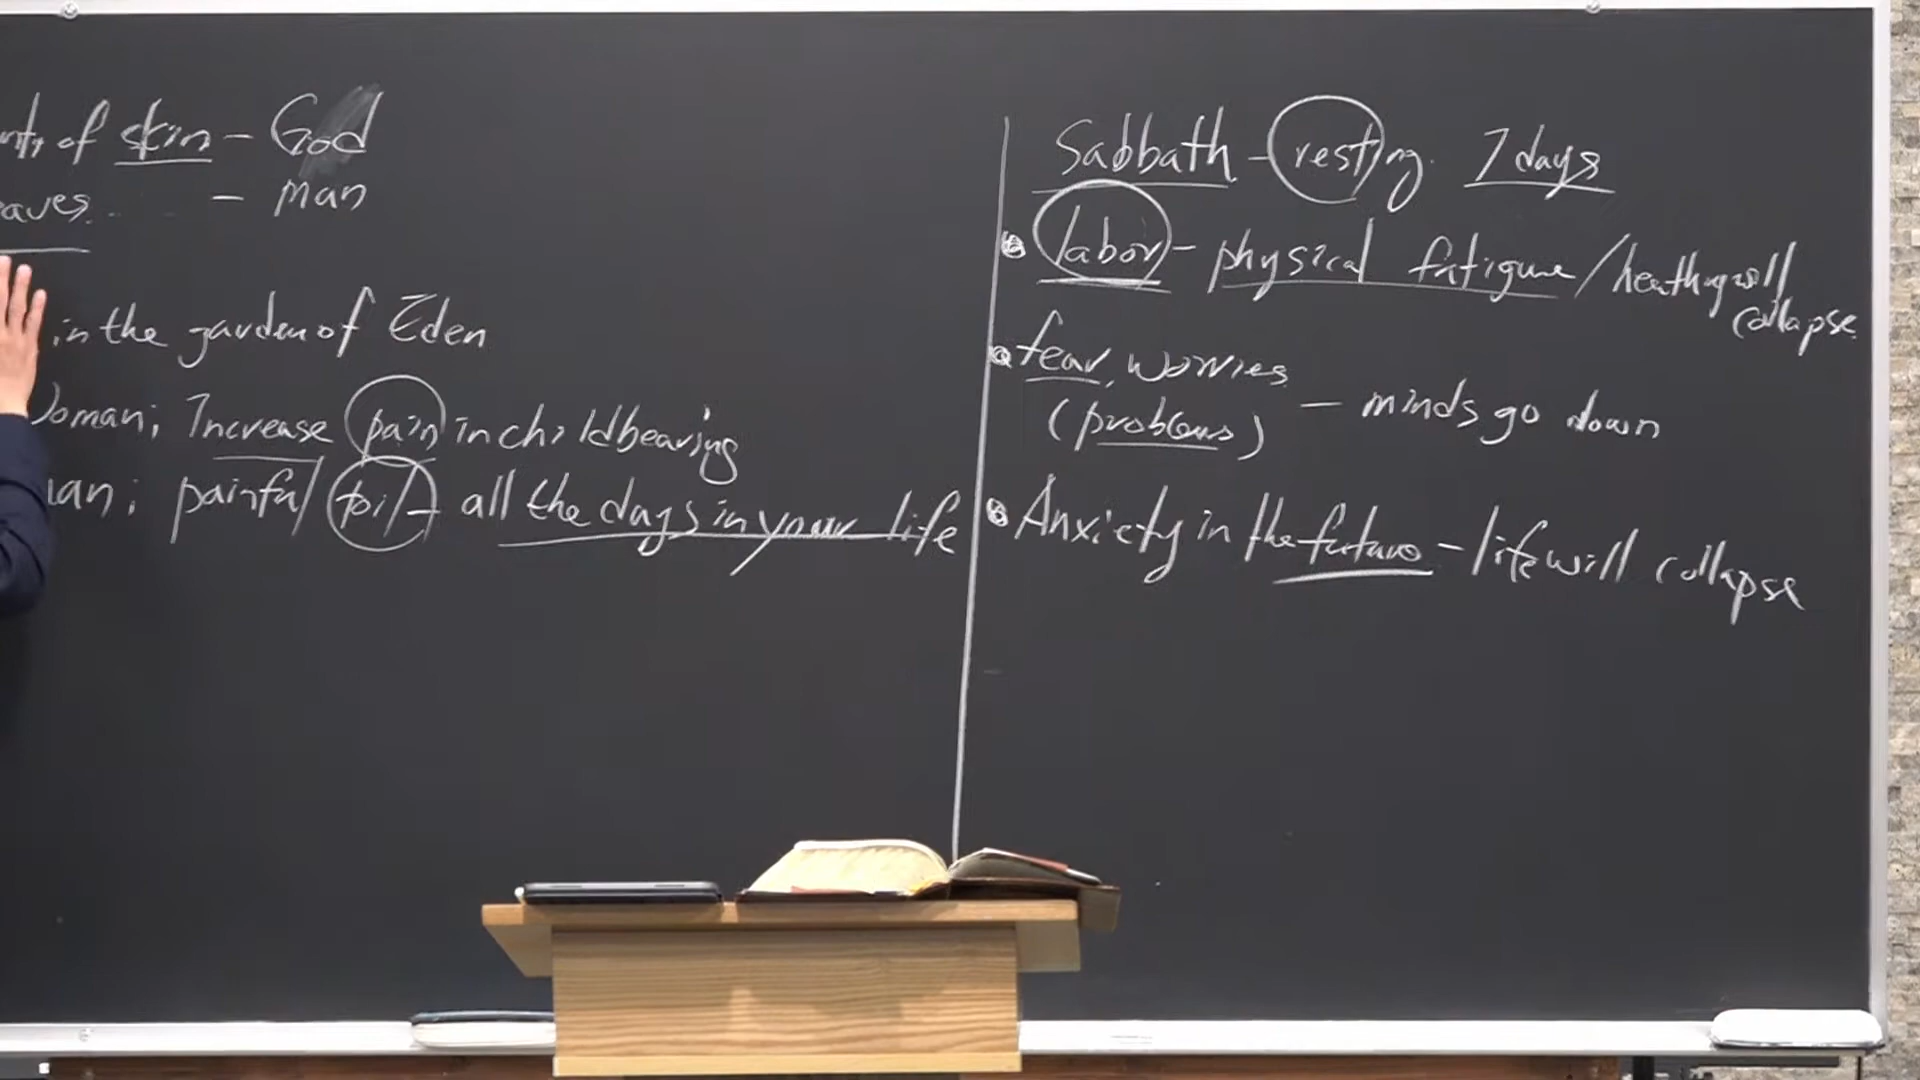 of skin - God
- man
in the garden of Eden
Increase pain in childbearing
painful toil - all the days in your life
Sabbath - resting 7 days
labor - physical fatigue / will
collapse
fear, worries
(problems) - minds go down
Anxiety in the future - life will collapse